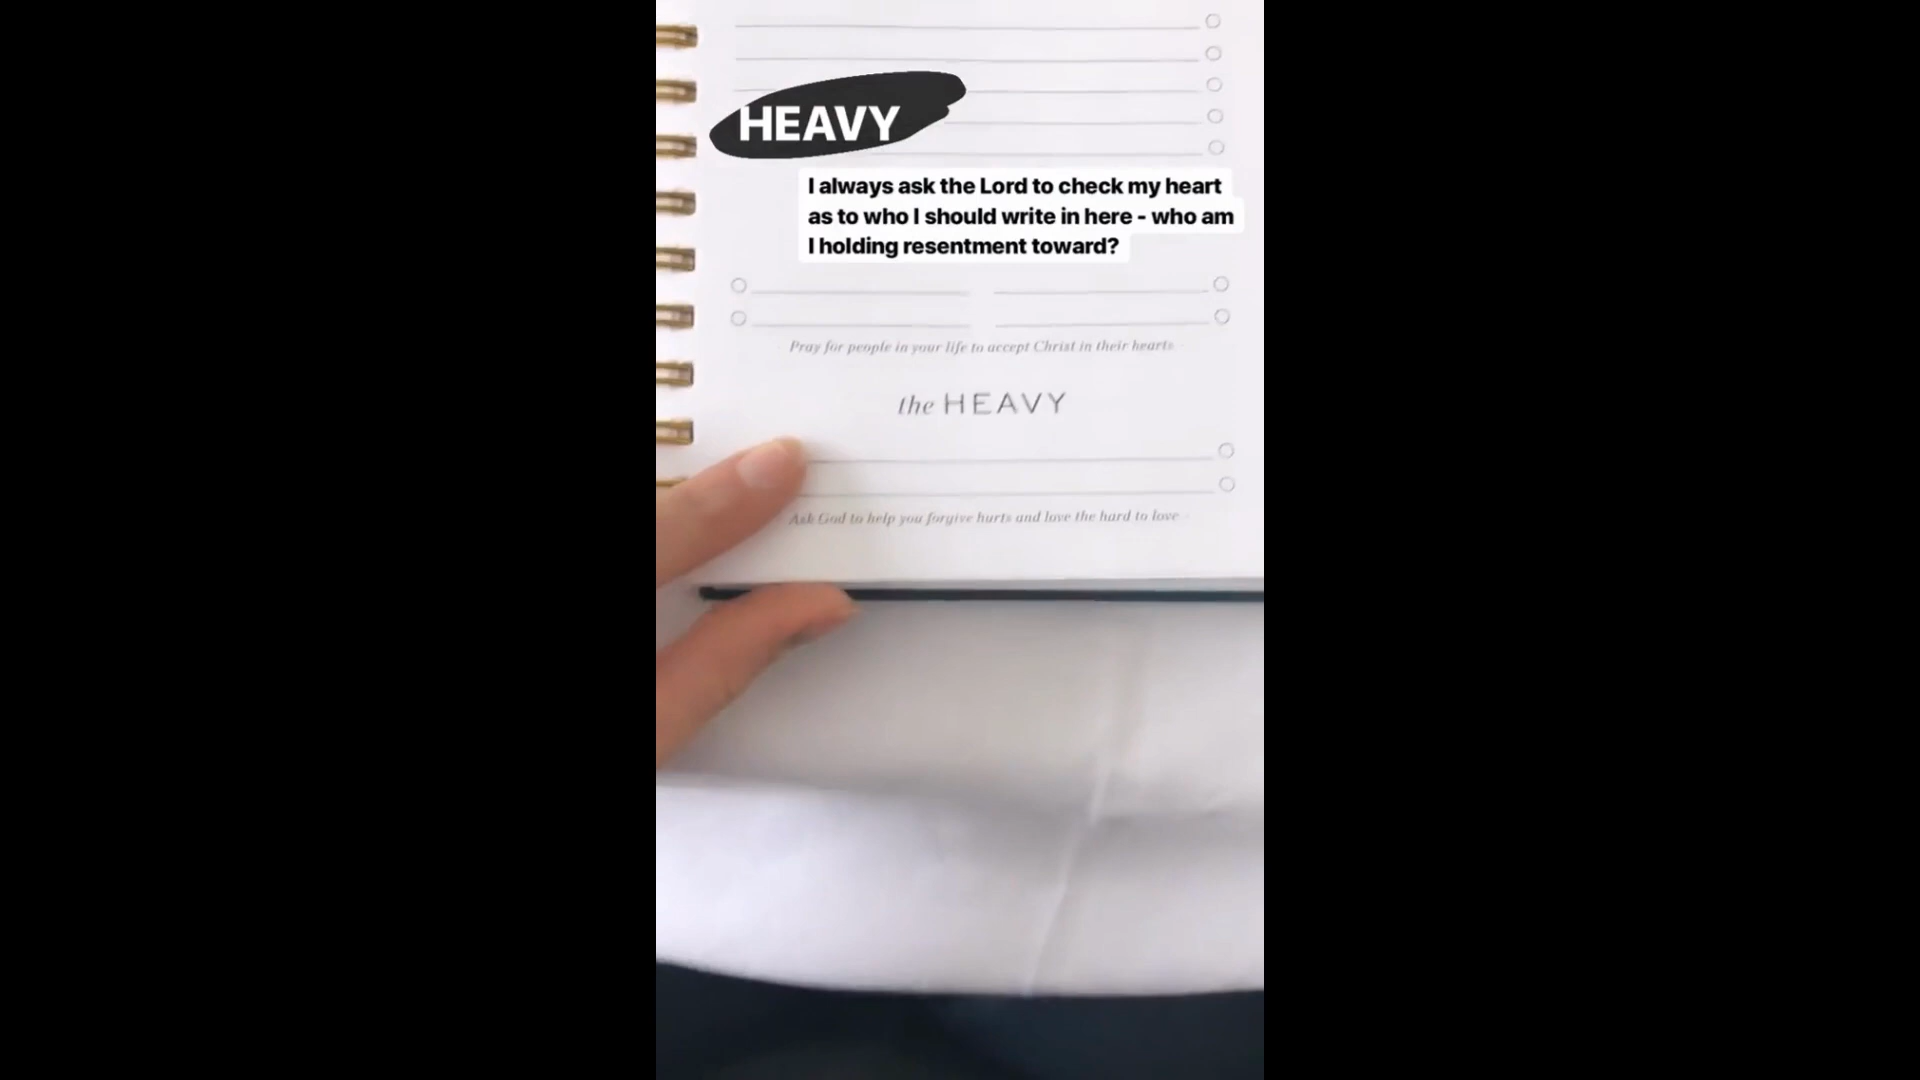 HEAVY
I always ask the Lord to check my heart
as to who I should write in here - who am
I holding resentment toward?
Pray for people in your life to accept Christ in their hearts
the HEAVY
Ask God to help you forgive hurts and love the hard to love